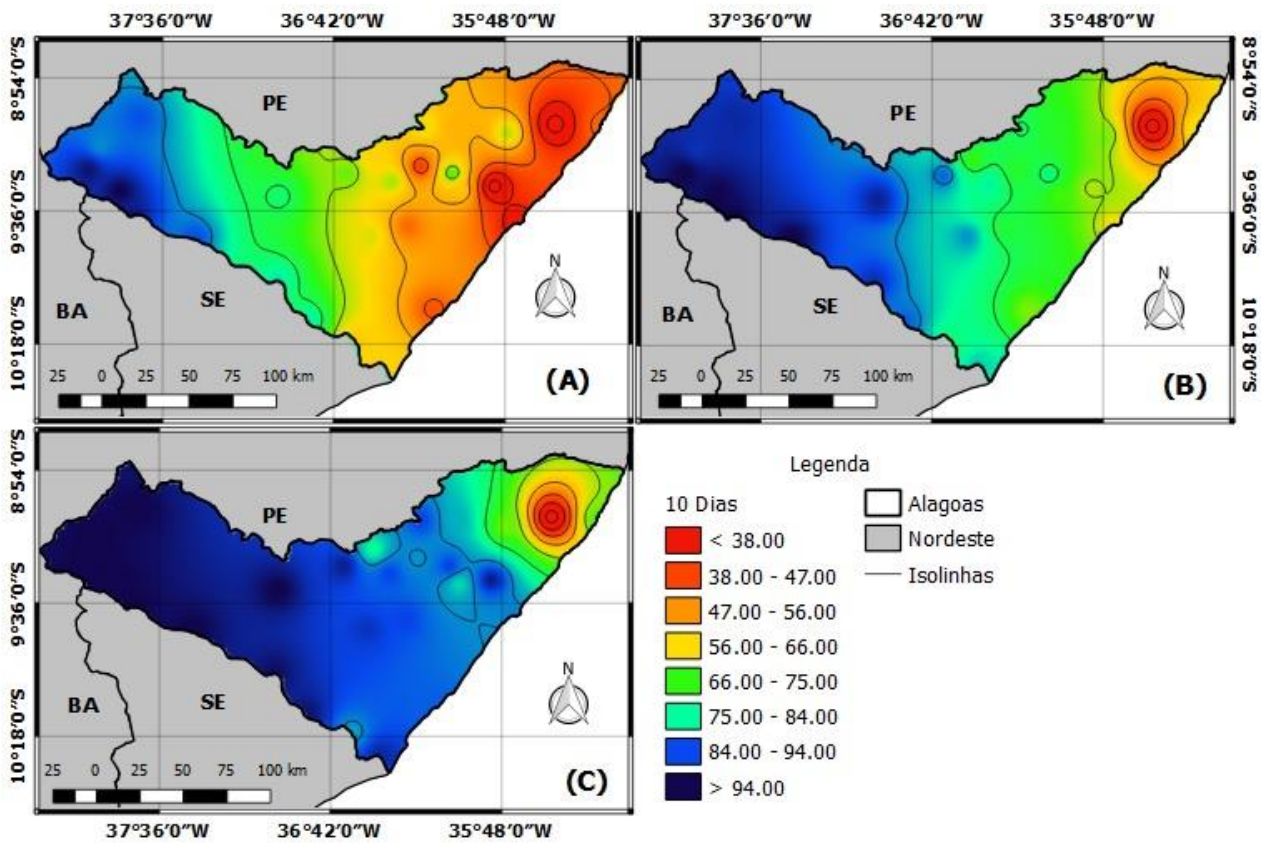 37°36′0″W 36°42′0″W 35°48′0″W 36°42′0″W 35°48′0″W
8°54′0″S
9°36′0″S
10°18′0″S
PE
BA
SE
N
25 0 25 50 75 100 km
(A)
PE
BA
SE
N
25 0 25 50 75 100 km
(B)
8°54′0″S
9°36′0″S
10°18′0″S
8°54′0″S
9°36′0″S
10°18′0″S
PE
BA
SE
N
25 0 25 50 75 100 km
(C)
37°36′0″W 36°42′0″W 35°48′0″W
Legenda
10 Dias
< 38.00
38.00 - 47.00
47.00 - 56.00
56.00 - 66.00
66.00 - 75.00
75.00 - 84.00
84.00 - 94.00
> 94.00
Alagoas
Nordeste
Isolinhas